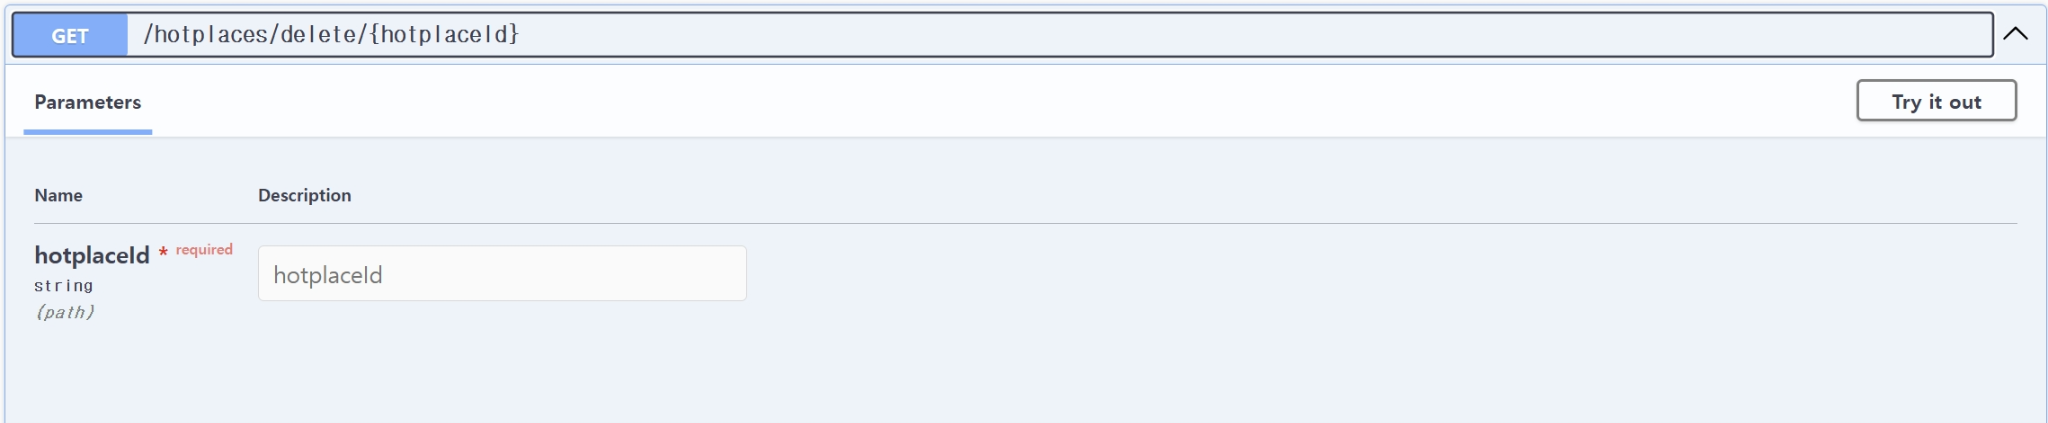 GET /hotplaces/delete/{hotplaceId}
Parameters Try it out
Name Description
hotplaceId * required
string
(path)
hotplaceId